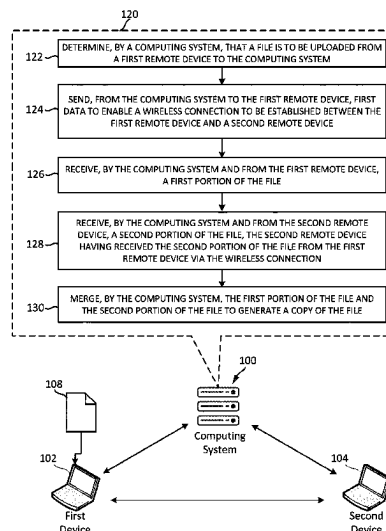 120
122
DETERMINE, BY A COMPUTING SYSTEM, THAT A FILE IS TO BE UPLOADED FROM
A FIRST REMOTE DEVICE TO THE COMPUTING SYSTEM
124
SEND, FROM THE COMPUTING SYSTEM TO THE FIRST REMOTE DEVICE, FIRST
DATA TO ENABLE A WIRELESS CONNECTION TO BE ESTABLISHED BETWEEN THE
FIRST REMOTE DEVICE AND A SECOND REMOTE DEVICE
126
RECEIVE, BY THE COMPUTING SYSTEM AND FROM THE FIRST REMOTE DEVICE,
A FIRST PORTION OF THE FILE
128
RECEIVE, BY THE COMPUTING SYSTEM AND FROM THE SECOND REMOTE
DEVICE, A SECOND PORTION OF THE FILE, THE SECOND REMOTE DEVICE
HAVING RECEIVED THE SECOND PORTION OF THE FILE FROM THE FIRST
REMOTE DEVICE VIA THE WIRELESS CONNECTION
130
MERGE, BY THE COMPUTING SYSTEM, THE FIRST PORTION OF THE FILE AND
THE SECOND PORTION OF THE FILE TO GENERATE A COPY OF THE FILE
100
108
Computing
System
102
104
First
Device
Second
Device